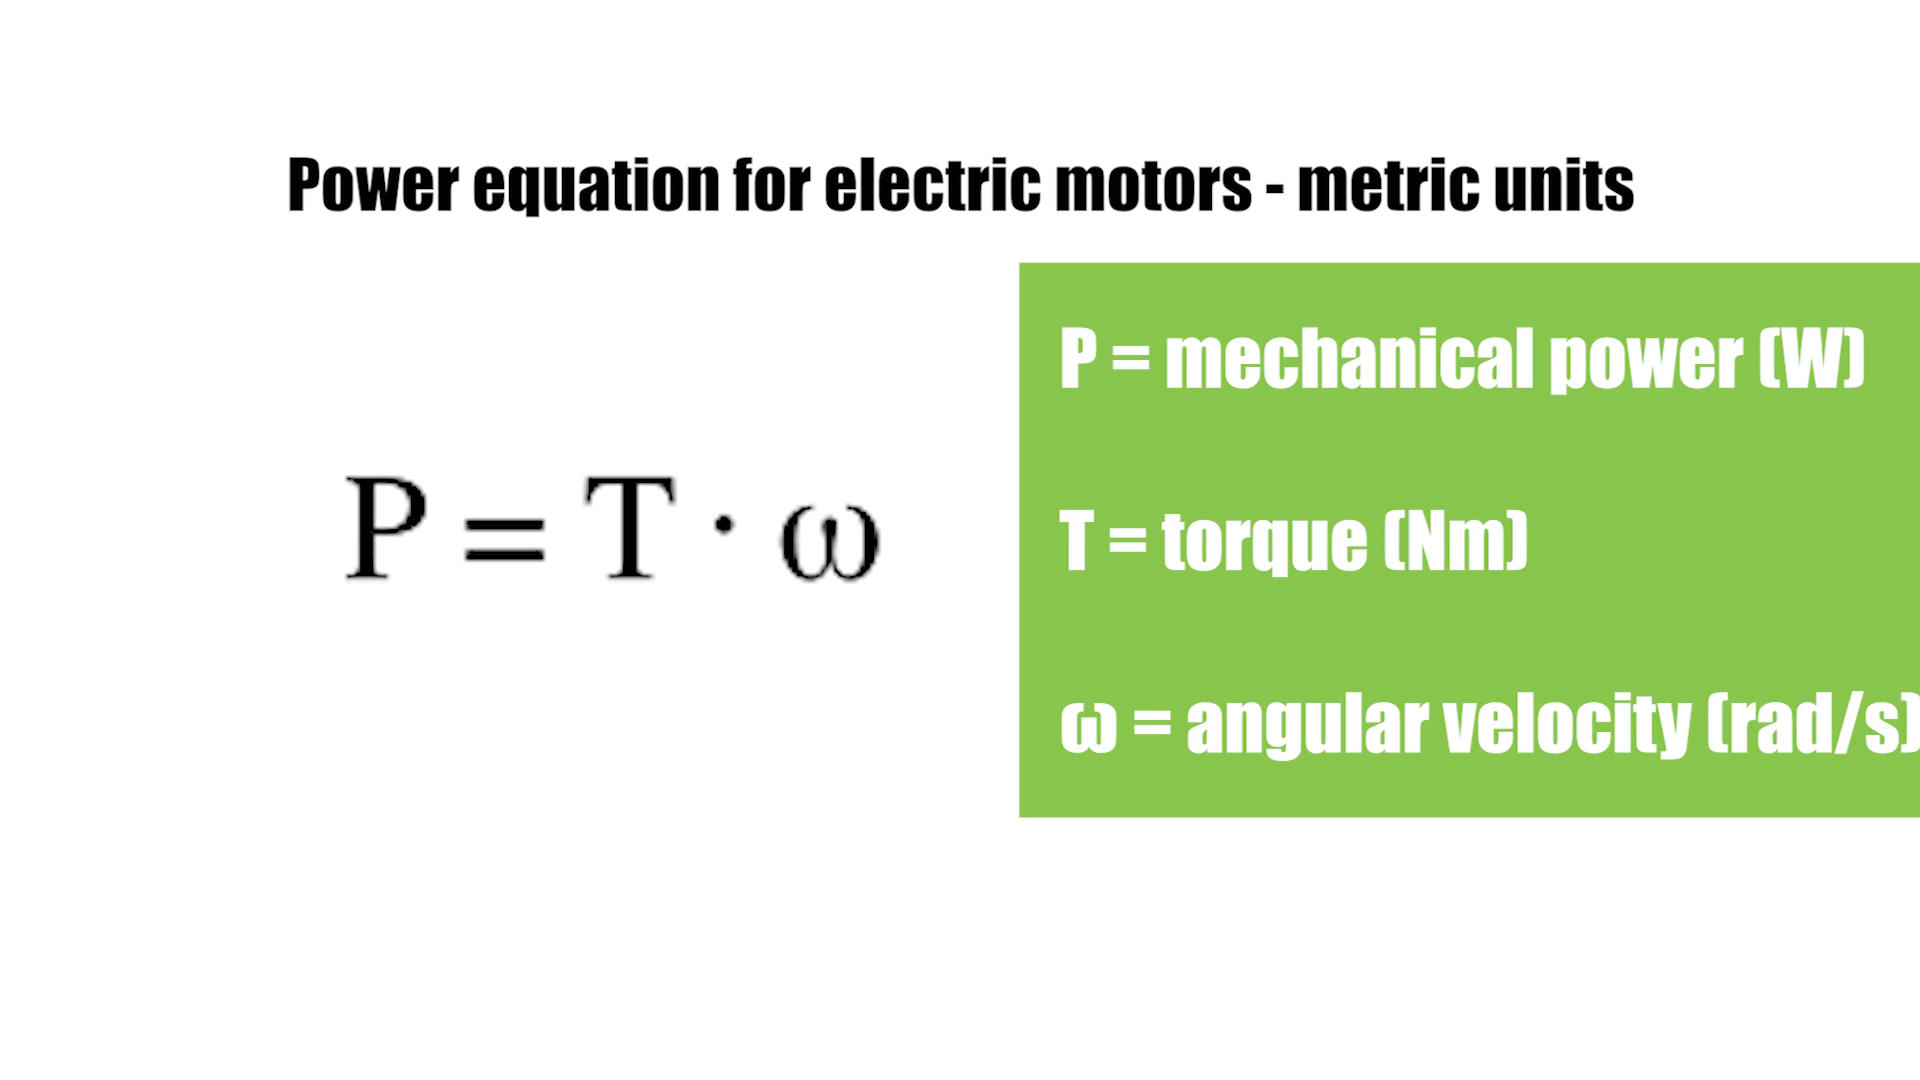 Power equation for electric motors - metric units
P = T · ω
P = mechanical power (W)
T = torque (Nm)
ω = angular velocity (rad/s)